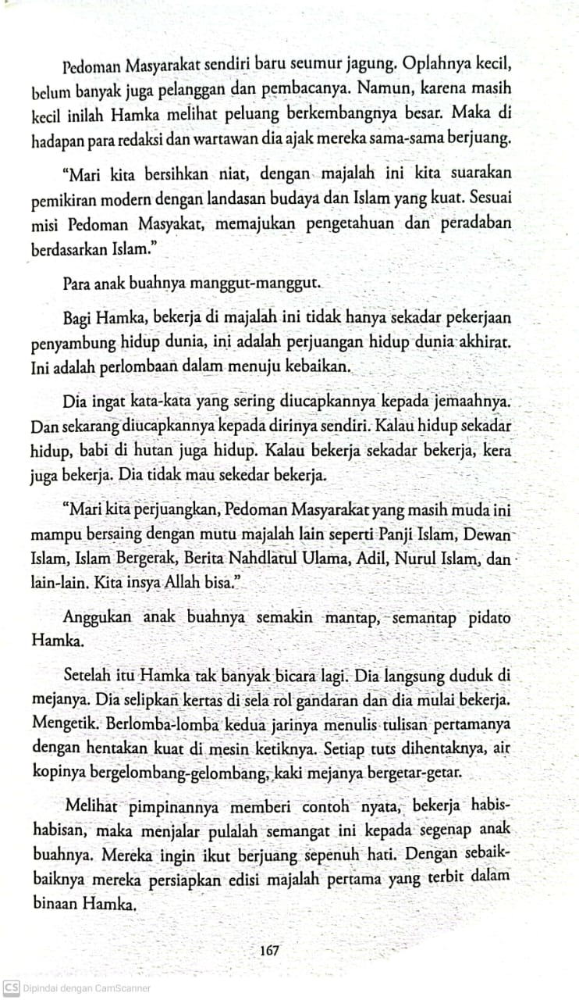 Pedoman Masyarakat sendiri baru seumur jagung. Oplahnya kecil,
belum banyak juga pelanggan dan pembacanya. Namun, karena masih
kecil inilah Hamka melihat peluang berkembangnya besar. Maka di
hadapan para redaksi dan wartawan dia ajak mereka sama-sama berjuang.
“Mari kita bersihkan niat, dengan majalah ini kita suarakan
pemikiran modern dengan landasan budaya dan Islam yang kuat. Sesuai
misi Pedoman Masyakat, memajukan pengetahuan dan peradaban
berdasarkan Islam.”
Para anak buahnya manggut-manggut.
Bagi Hamka, bekerja di majalah ini tidak hanya sekadar pekerjaan
penyambung hidup dunia, ini adalah perjuangan hidup dunia akhirat.
Ini adalah perlombaan dalam menuju kebaikan.
Dia ingat kata-kata yang sering diucapkannya kepada jemaahnya.
Dan sekarang diucapkannya kepada dirinya sendiri. Kalau hidup sekadar
hidup, babi di hutan juga hidup. Kalau bekerja sekadar bekerja, kera
juga bekerja. Dia tidak mau sekedar bekerja.
“Mari kita perjuangkan, Pedoman Masyarakat yang masih muda ini
mampu bersaing dengan mutu majalah lain seperti Panji Islam, Dewan
Islam, Islam Bergerak, Berita Nahdlatul Ulama, Adil, Nurul Islam, dan
lain-lain. Kita insya Allah bisa.”
Anggukan anak buahnya semakin mantap, semantap pidato
Hamka.
Setelah itu Hamka tak banyak bicara lagi. Dia langsung duduk di
mejanya. Dia selipkan kertas di sela rol gandaran dan dia mulai bekerja.
Mengetik. Berlomba-lomba kedua jarinya menulis tulisan pertamanya
dengan hentakan kuat di mesin ketiknya. Setiap tuts dihentaknya, air
kopinya bergelombang-gelombang, kaki mejanya bergetar-getar.
Melihat pimpinannya memberi contoh nyata, bekerja habis-
habisan, maka menjalar pulalah semangat ini kepada segenap anak
buahnya. Mereka ingin ikut berjuang sepenuh hati. Dengan sebaik-
baiknya mereka persiapkan edisi majalah pertama yang terbit dalam
binaan Hamka.
167
CS Dipindai dengan CamScanner